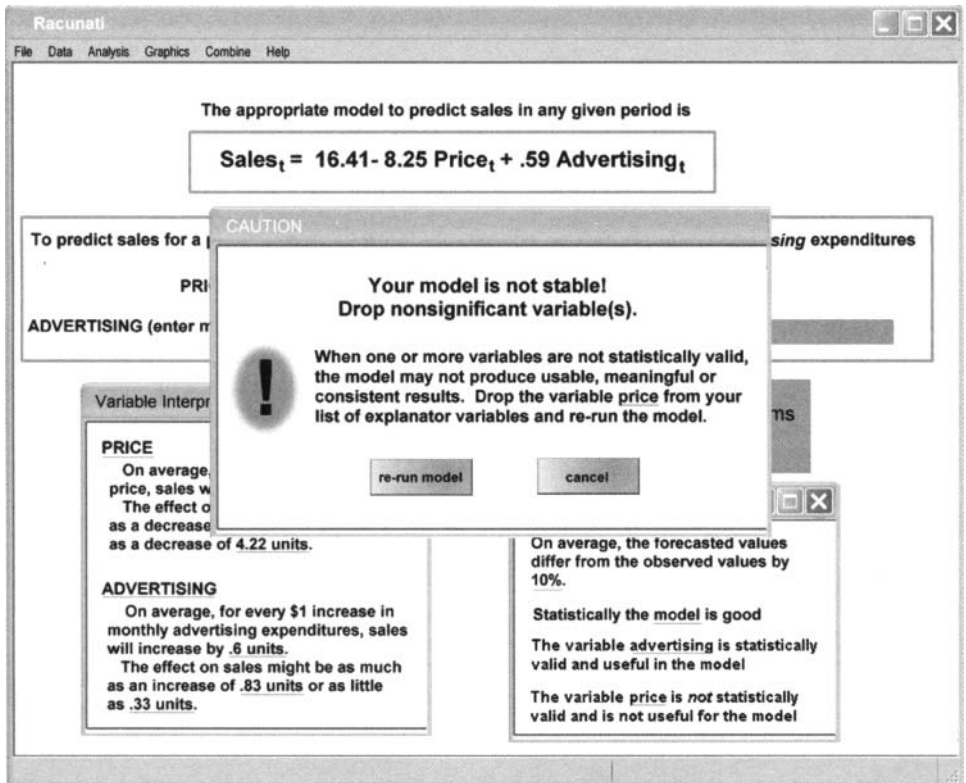 Racunati
File Data Analysis Graphics Combine Help
The appropriate model to predict sales in any given period is
Salesₜ = 16.41- 8.25 Priceₜ + .59 Advertisingₜ
To predict sales for a
sing expenditures
PRI
ADVERTISING (enter m
CAUTION
Your model is not stable!
Drop nonsignificant variable(s).
!
When one or more variables are not statistically valid,
the model may not produce usable, meaningful or
consistent results. Drop the variable price from your
list of explanator variables and re-run the model.
re-run model
cancel
Variable Interpr
PRICE
On average,
price, sales w
The effect o
as a decrease
as a decrease of 4.22 units.
ADVERTISING
On average, for every $1 increase in
monthly advertising expenditures, sales
will increase by .6 units.
The effect on sales might be as much
as an increase of .83 units or as little
as .33 units.
ns
On average, the forecasted values
differ from the observed values by
10%.
Statistically the model is good
The variable advertising is statistically
valid and useful in the model
The variable price is not statistically
valid and is not useful for the model